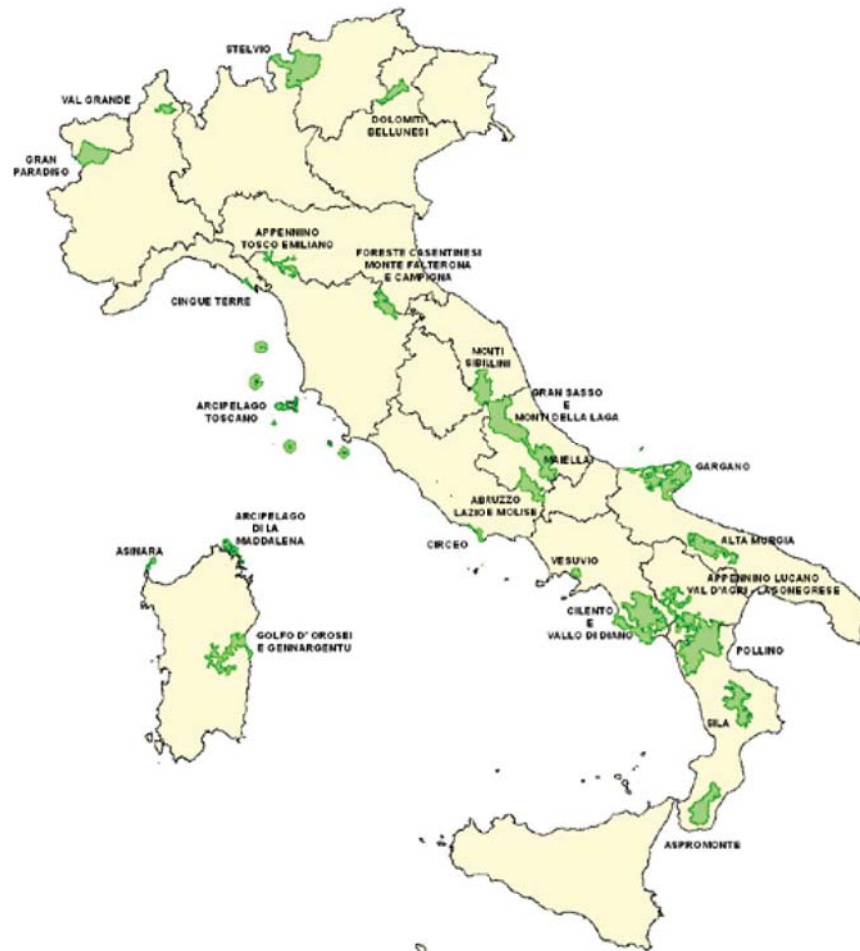 STELVIO
VAL GRANDE
DOLOMITI
BELLUNESI
GRAN
PARADISO
APPENNINO
TOSCO EMILIANO
FORESTE CASENTINESI
MONTE FALTERONA
E CAMPIGNA
CINQUE TERRE
MONTI
SIBILLINI
GRAN SASSO
E
MONTI DELLA LAGA
ARCIPELAGO
TOSCANO
MAIELLA
GARGANO
ABRUZZO
LAZIO E MOLISE
ARCIPELAGO
DI LA
MADDALENA
CIRCEO
ALTA MURGIA
ASINARA
VESUVIO
APPENNINO LUCANO
VAL D'AGRI - LAGONEGRESE
CILENTO
E
VALLO DI DIANO
GOLFO D' OROSEI
E GENNARGENTU
POLLINO
SILA
ASPROMONTE